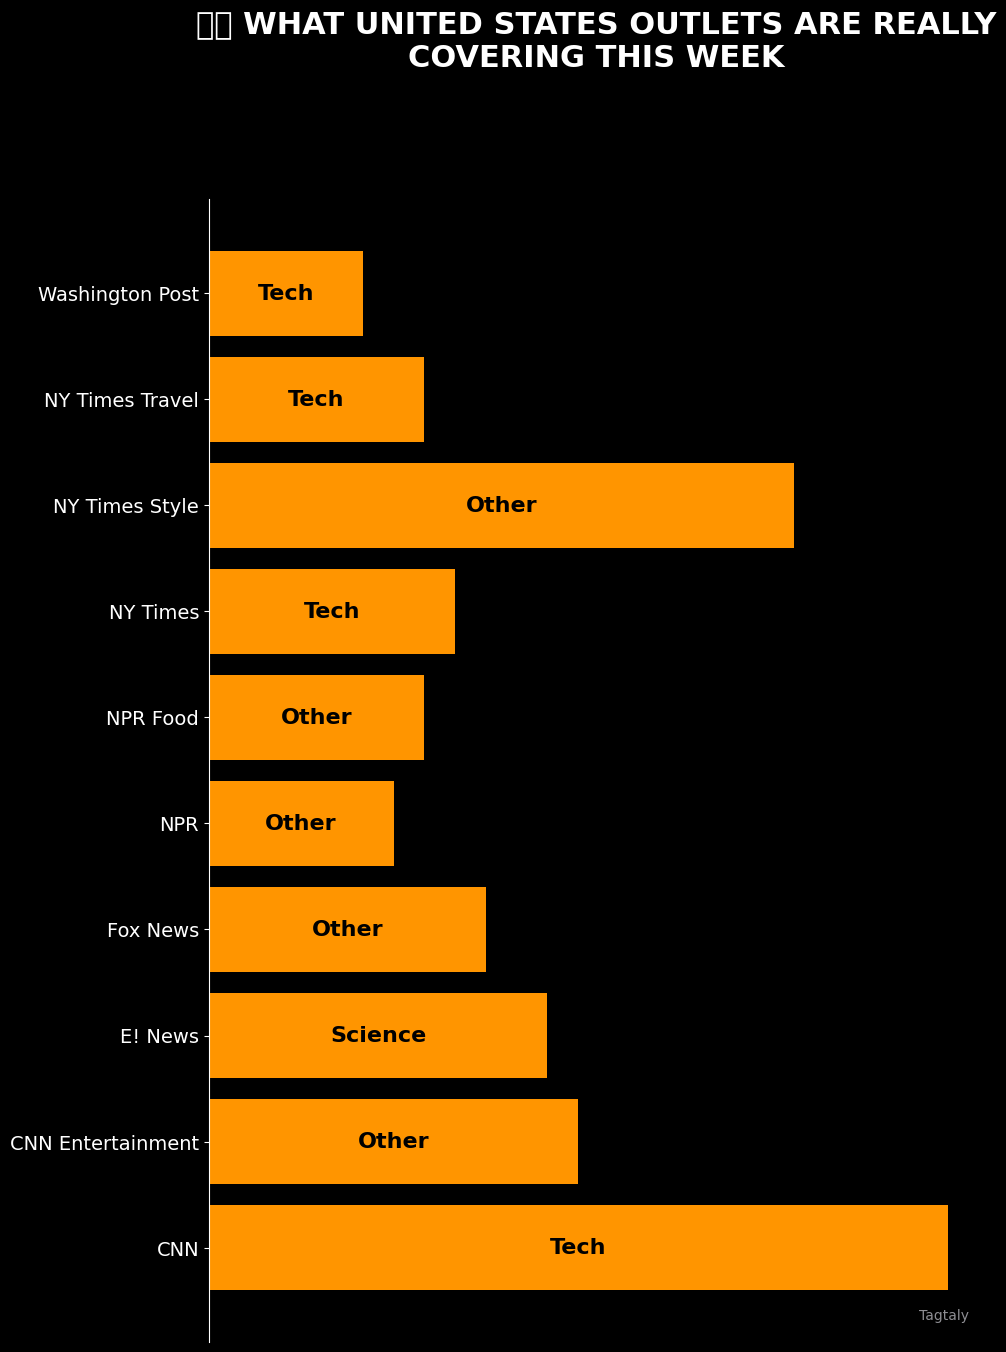 WHAT UNITED STATES OUTLETS ARE REALLY
COVERING THIS WEEK
Washington Post
Tech
NY Times Travel
Tech
NY Times Style
Other
NY Times
Tech
NPR Food
Other
NPR
Other
Fox News
Other
E! News
Science
CNN Entertainment
Other
CNN
Tech
Tagtaly